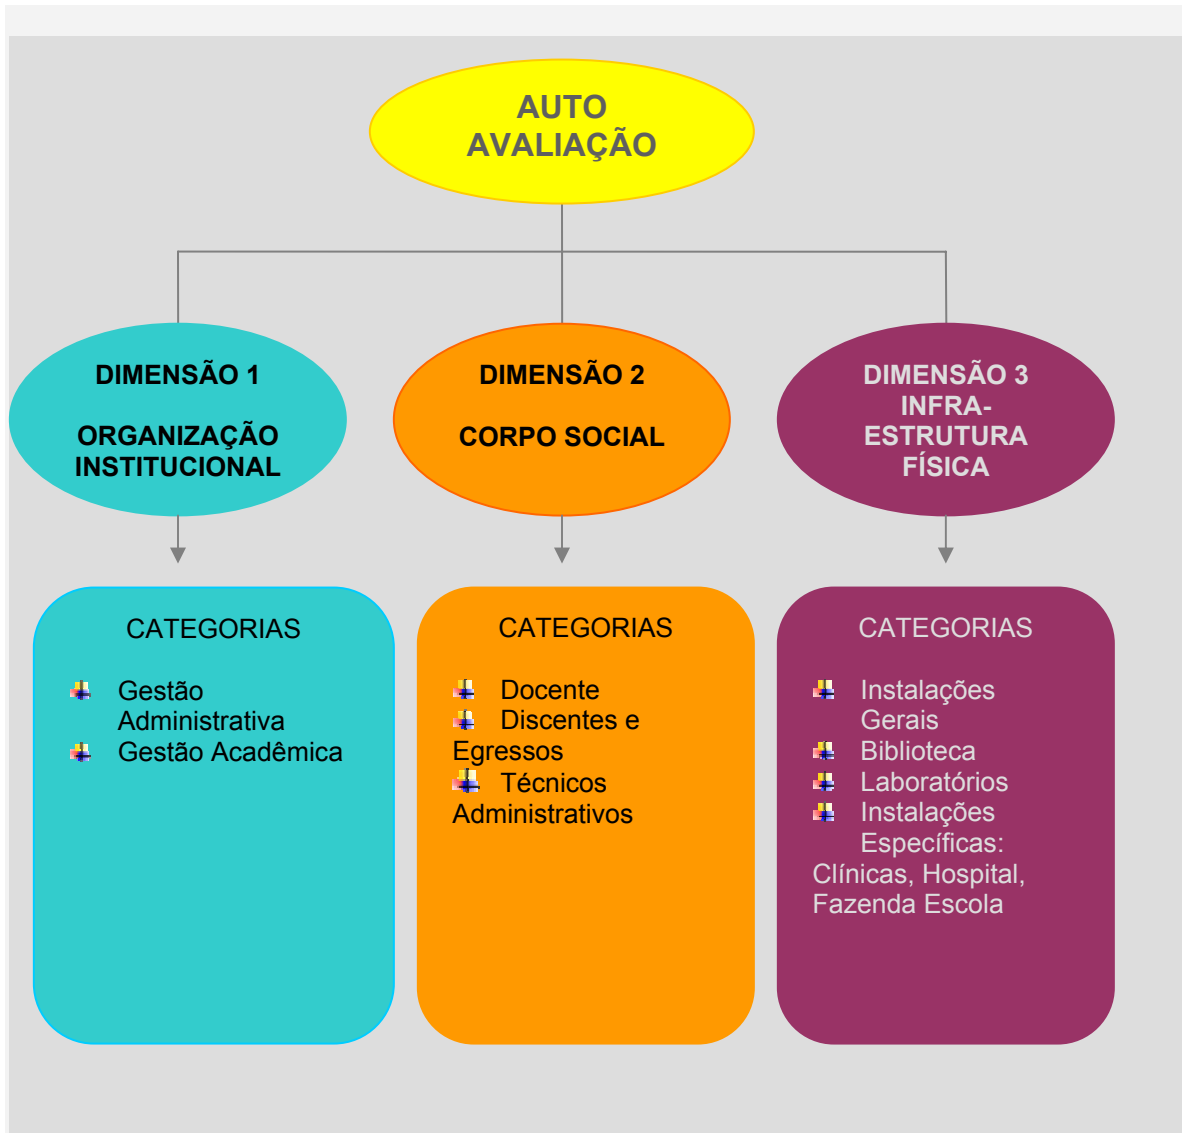 AUTO
AVALIAÇÃO
DIMENSÃO 1
ORGANIZAÇÃO
INSTITUCIONAL
DIMENSÃO 2
CORPO SOCIAL
DIMENSÃO 3
INFRA-
ESTRUTURA
FÍSICA
CATEGORIAS
Gestão
Administrativa
Gestão Acadêmica
CATEGORIAS
Docente
Discentes e
Egressos
Técnicos
Administrativos
CATEGORIAS
Instalações
Gerais
Biblioteca
Laboratórios
Instalações
Específicas:
Clínicas, Hospital,
Fazenda Escola